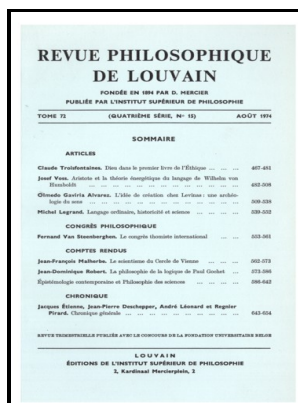 REVUE PHILOSOPHIQUE
DE LOUVAIN
FONDÉE EN 1894 PAR D. MERCIER
PUBLIÉE PAR L'INSTITUT SUPÉRIEUR DE PHILOSOPHIE
TOME 72 (QUATRIÈME SÉRIE, N° 15) AOÛT 1974
SOMMAIRE
ARTICLES
Claude Troisfontaines. Dieu dans le premier livre de l'Éthique ... ... ... 467-481
Josef Voss. Aristote et la théorie énergétique du langage de Wilhelm von
Humboldt ... ... ... ... ... ... ... ... ... ... ... 482-508
Olmedo Gaviria Alvarez. L'idée de création chez Levinas : une archéo-
logie du sens ... ... ... ... ... ... ... ... ... ... 509-538
Michel Legrand. Langage ordinaire, historicité et science ... ... ... 539-552
CONGRÈS PHILOSOPHIQUE
Fernand Van Steenberghen. Le congrès thomiste international ... ... 553-561
COMPTES RENDUS
Jean-François Malherbe. Le scientisme du Cercle de Vienne ... ... ... 562-573
Jean-Dominique Robert. La philosophie de la logique de Paul Gochet ... 573-586
Épistémologie contemporaine et Philosophie des sciences ... ... ... 586-642
CHRONIQUE
Jacques Étienne, Jean-Pierre Deschepper, André Léonard et Regnier
Pirard. Chronique générale ... ... ... ... ... ... ... ... 643-654
REVUE TRIMESTRIELLE PUBLIÉE AVEC LE CONCOURS DE LA FONDATION UNIVERSITAIRE BELGE
LOUVAIN
ÉDITIONS DE L'INSTITUT SUPÉRIEUR DE PHILOSOPHIE
2, Kardinaal Mercierplein, 2